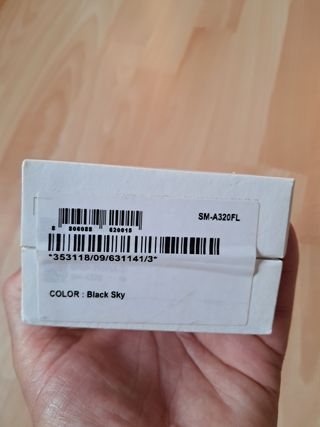 SM-A320FL
8 806088 620015
*353118/09/631141/3*
COLOR : Black Sky